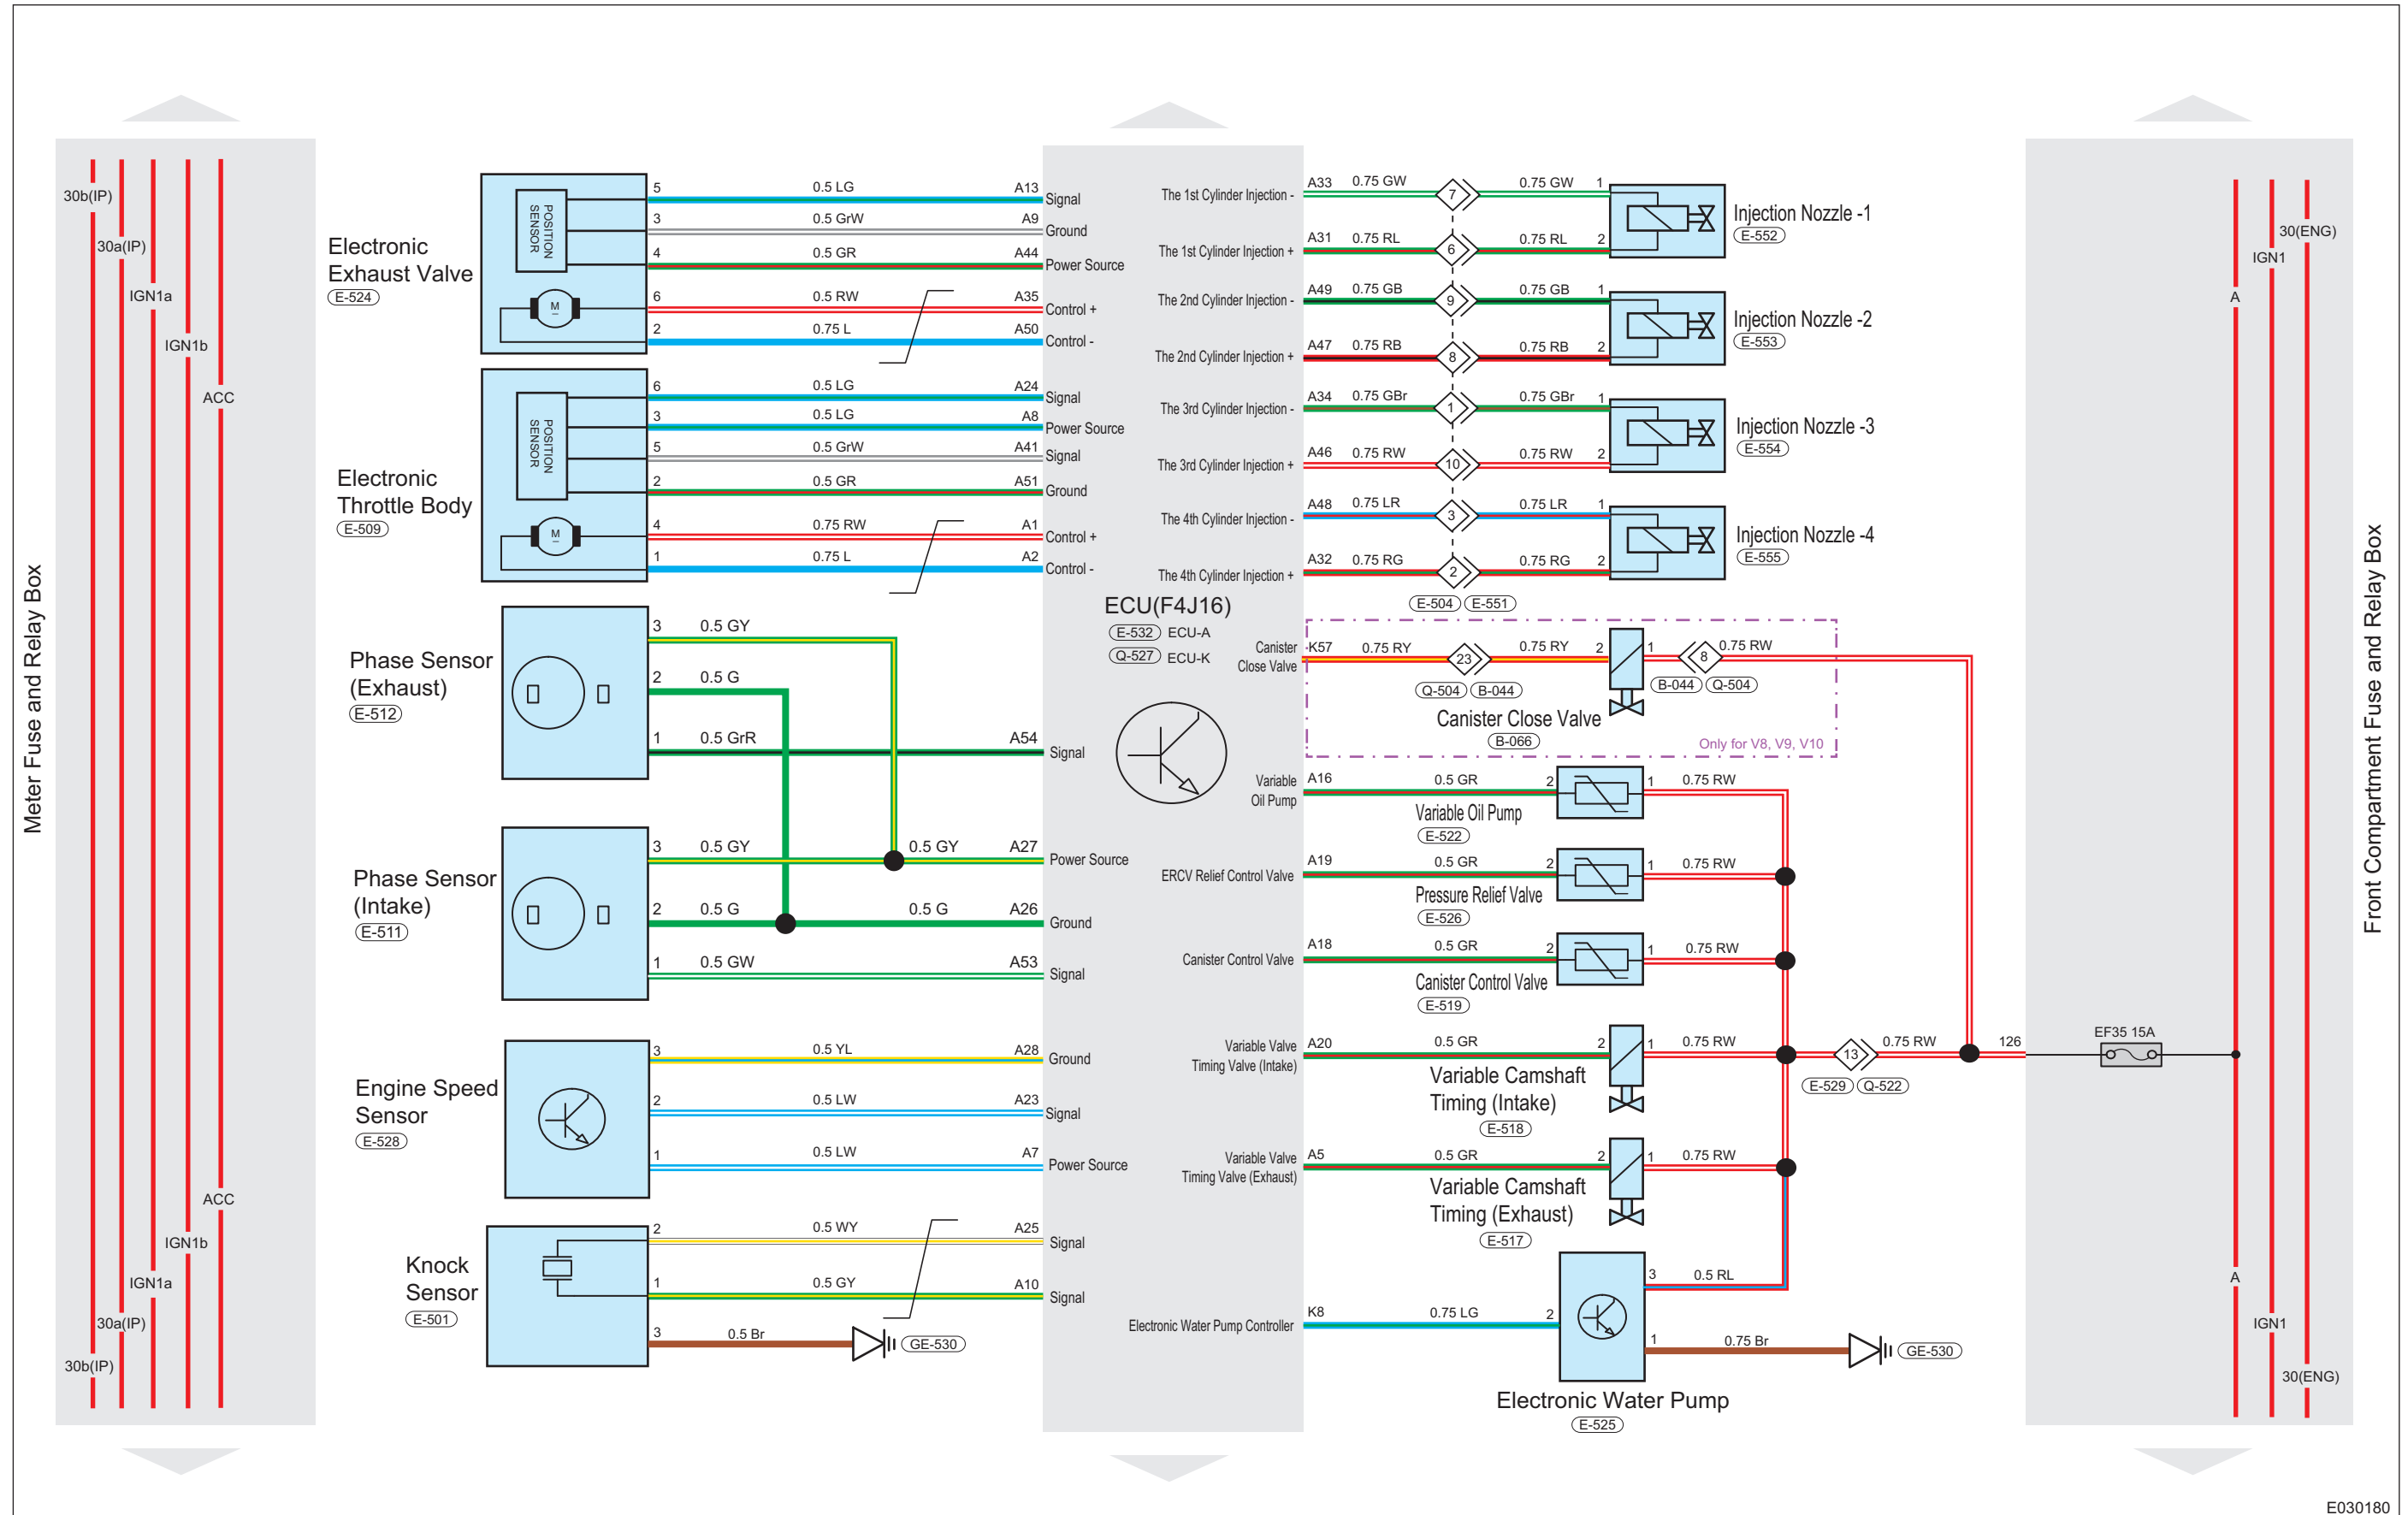 Meter Fuse and Relay Box
30b(IP)
30a(IP)
IGN1a
IGN1b
ACC
ACC
IGN1b
IGN1a
30a(IP)
30b(IP)
Electronic
Exhaust Valve
E-524
POSITION
SENSOR
M
5 0.5 LG A13 Signal
3 0.5 GrW A9 Ground
4 0.5 GR A44 Power Source
6 0.5 RW A35 Control +
2 0.75 L A50 Control -
Electronic
Throttle Body
E-509
POSITION
SENSOR
M
6 0.5 LG A24 Signal
3 0.5 LG A8 Power Source
5 0.5 GrW A41 Signal
2 0.5 GR A51 Ground
4 0.75 RW A1 Control +
1 0.75 L A2 Control -
Phase Sensor
(Exhaust)
E-512
3 0.5 GY
2 0.5 G
1 0.5 GrR A54 Signal
Phase Sensor
(Intake)
E-511
3 0.5 GY 0.5 GY A27 Power Source
2 0.5 G 0.5 G A26 Ground
1 0.5 GW A53 Signal
Engine Speed
Sensor
E-528
3 0.5 YL A28 Ground
2 0.5 LW A23 Signal
1 0.5 LW A7 Power Source
Knock
Sensor
E-501
2 0.5 WY A25 Signal
1 0.5 GY A10 Signal
3 0.5 Br GE-530
ECU(F4J16)
E-532 ECU-A
Q-527 ECU-K
The 1st Cylinder Injection - A33 0.75 GW 7 0.75 GW 1
The 1st Cylinder Injection + A31 0.75 RL 6 0.75 RL 2
Injection Nozzle -1
E-552
The 2nd Cylinder Injection - A49 0.75 GB 9 0.75 GB 1
The 2nd Cylinder Injection + A47 0.75 RB 8 0.75 RB 2
Injection Nozzle -2
E-553
The 3rd Cylinder Injection - A34 0.75 GBr 1 0.75 GBr 1
The 3rd Cylinder Injection + A46 0.75 RW 10 0.75 RW 2
Injection Nozzle -3
E-554
The 4th Cylinder Injection - A48 0.75 LR 3 0.75 LR 1
The 4th Cylinder Injection + A32 0.75 RG 2 0.75 RG 2
Injection Nozzle -4
E-555
E-504 E-551
Canister
Close Valve
K57 0.75 RY 23 0.75 RY 2 1 8 0.75 RW
Q-504 B-044 B-044 Q-504
Canister Close Valve
B-066
Only for V8, V9, V10
Variable
Oil Pump
A16 0.5 GR 2 1 0.75 RW
Variable Oil Pump
E-522
ERCV Relief Control Valve A19 0.5 GR 2 1 0.75 RW
Pressure Relief Valve
E-526
Canister Control Valve A18 0.5 GR 2 1 0.75 RW
Canister Control Valve
E-519
Variable Valve
Timing Valve (Intake)
A20 0.5 GR 2 1 0.75 RW 13 0.75 RW 126
E-529 Q-522
Variable Camshaft
Timing (Intake)
E-518
Variable Valve
Timing Valve (Exhaust)
A5 0.5 GR 2 1 0.75 RW
Variable Camshaft
Timing (Exhaust)
E-517
3 0.5 RL
Electronic Water Pump Controller K8 0.75 LG 2
1 0.75 Br GE-530
Electronic Water Pump
E-525
EF35 15A
30(ENG)
IGN1
A
A
IGN1
30(ENG)
Front Compartment Fuse and Relay Box
E030180